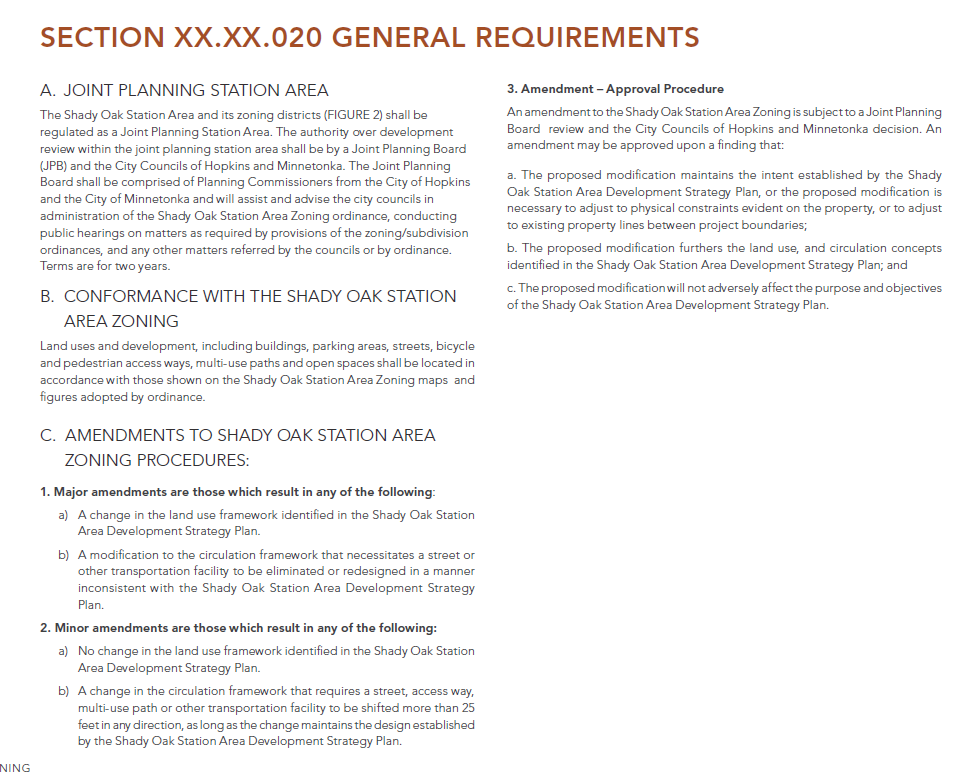 SECTION XX.XX.020 GENERAL REQUIREMENTS
A. JOINT PLANNING STATION AREA
The Shady Oak Station Area and its zoning districts (FIGURE 2) shall be
regulated as a Joint Planning Station Area. The authority over development
review within the joint planning station area shall be by a Joint Planning Board
(JPB) and the City Councils of Hopkins and Minnetonka. The Joint Planning
Board shall be comprised of Planning Commissioners from the City of Hopkins
and the City of Minnetonka and will assist and advise the city councils in
administration of the Shady Oak Station Area Zoning ordinance, conducting
public hearings on matters as required by provisions of the zoning/subdivision
ordinances, and any other matters referred by the councils or by ordinance.
Terms are for two years.
B. CONFORMANCE WITH THE SHADY OAK STATION
AREA ZONING
Land uses and development, including buildings, parking areas, streets, bicycle
and pedestrian access ways, multi-use paths and open spaces shall be located in
accordance with those shown on the Shady Oak Station Area Zoning maps and
figures adopted by ordinance.
C. AMENDMENTS TO SHADY OAK STATION AREA
ZONING PROCEDURES:
1. Major amendments are those which result in any of the following:
a) A change in the land use framework identified in the Shady Oak Station
Area Development Strategy Plan.
b) A modification to the circulation framework that necessitates a street or
other transportation facility to be eliminated or redesigned in a manner
inconsistent with the Shady Oak Station Area Development Strategy
Plan.
2. Minor amendments are those which result in any of the following:
a) No change in the land use framework identified in the Shady Oak Station
Area Development Strategy Plan.
b) A change in the circulation framework that requires a street, access way,
multi-use path or other transportation facility to be shifted more than 25
feet in any direction, as long as the change maintains the design established
by the Shady Oak Station Area Development Strategy Plan.
3. Amendment – Approval Procedure
An amendment to the Shady Oak Station Area Zoning is subject to a Joint Planning
Board review and the City Councils of Hopkins and Minnetonka decision. An
amendment may be approved upon a finding that:
a. The proposed modification maintains the intent established by the Shady
Oak Station Area Development Strategy Plan, or the proposed modification is
necessary to adjust to physical constraints evident on the property, or to adjust
to existing property lines between project boundaries;
b. The proposed modification furthers the land use, and circulation concepts
identified in the Shady Oak Station Area Development Strategy Plan; and
c. The proposed modification will not adversely affect the purpose and objectives
of the Shady Oak Station Area Development Strategy Plan.
NING